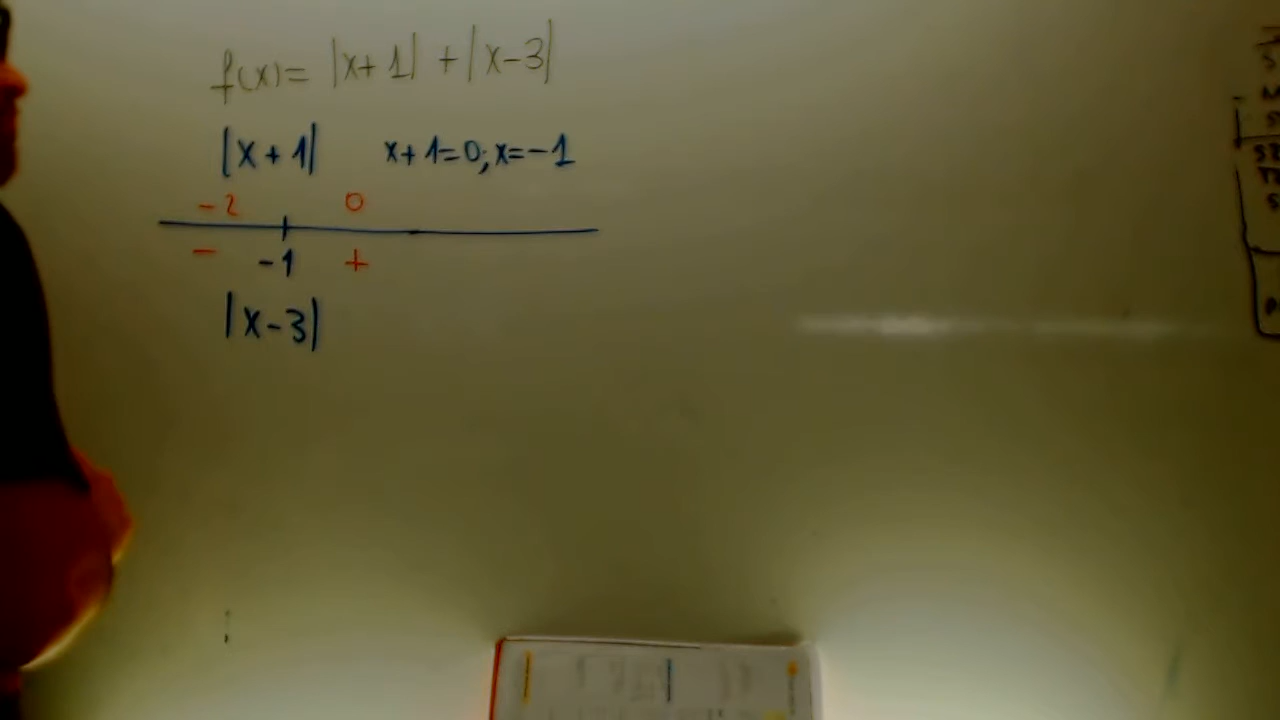 f(x)= |x+1| + |x-3|
|x+1| x+1=0; x=-1
-2 0
- -1 +
|x-3|